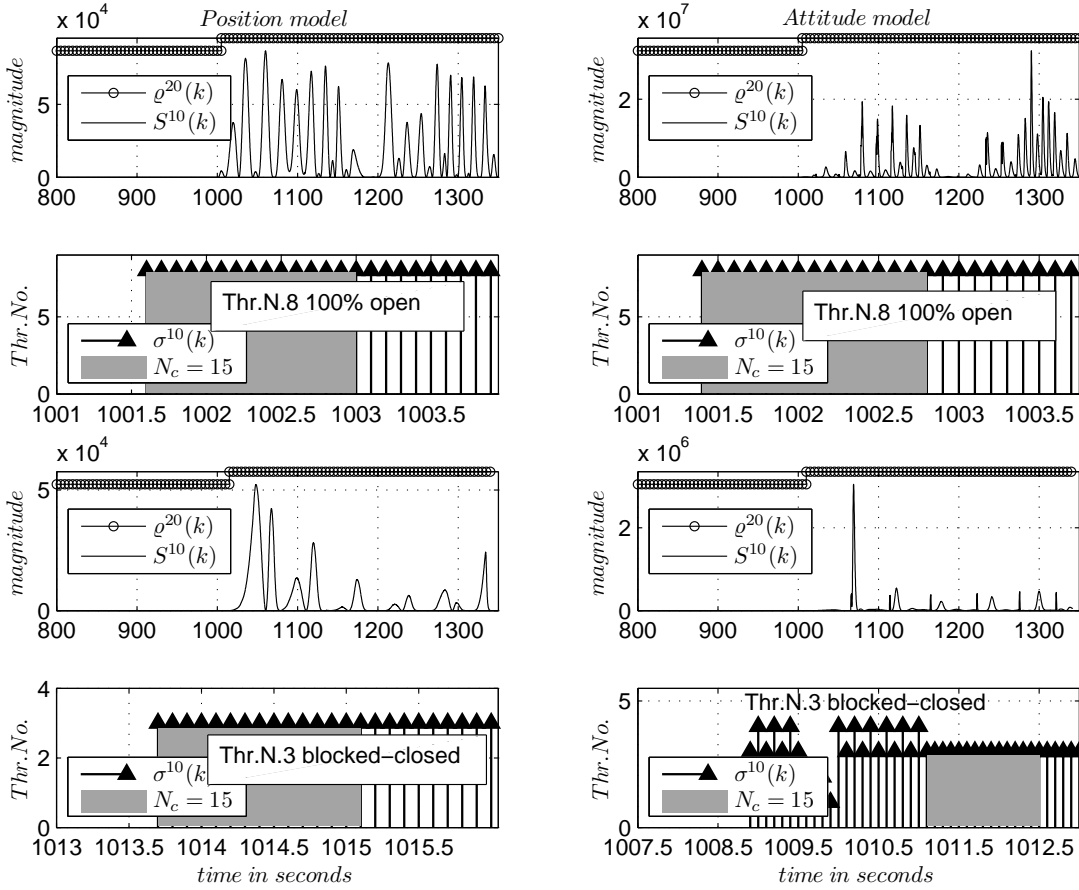 Position model
x 10^4
magnitude
5
0
ϱ^20(k)
S^10(k)
800 900 1000 1100 1200 1300
Attitude model
x 10^7
magnitude
2
0
ϱ^20(k)
S^10(k)
800 900 1000 1100 1200 1300
Thr.No.
5
0
Thr.N.8 100% open
σ^10(k)
N_c = 15
1001 1001.5 1002 1002.5 1003 1003.5
Thr.No.
5
0
Thr.N.8 100% open
σ^10(k)
N_c = 15
1001 1001.5 1002 1002.5 1003 1003.5
x 10^4
magnitude
5
0
ϱ^20(k)
S^10(k)
800 900 1000 1100 1200 1300
x 10^6
magnitude
2
0
ϱ^20(k)
S^10(k)
800 900 1000 1100 1200 1300
Thr.No.
4
2
0
Thr.N.3 blocked−closed
σ^10(k
N_c = 15
1013 1013.5 1014 1014.5 1015 1015.5
time in seconds
Thr.No.
5
0
Thr.N.3 blocked−closed
σ^10(k)
N_c = 15
1007.5 1009 1010.5 1011.5 1012.5
time in seconds